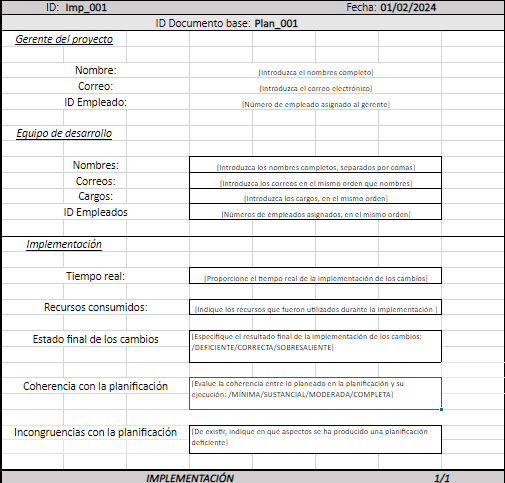 ID: Imp_001 Fecha: 01/02/2024
ID Documento base: Plan_001
Gerente del proyecto
Nombre: [Introduzca el nombres completo]
Correo: [Introduzca el correo electrónico]
ID Empleado: [Número de empleado asignado al gerente]
Equipo de desarrollo
Nombres: [Introduzca los nombres completos, separados por comas]
Correos: [Introduzca los correos en el mismo orden que nombres]
Cargos: [Introduzca los cargos, en el mismo orden]
ID Empleados [Números de empleados asignados, en el mismo orden]
Implementación
Tiempo real: [Proporcione el tiempo real de la implementación de los cambios]
Recursos consumidos: [Indique los recursos que fueron utilizados durante la implementación ]
Estado final de los cambios [Especifique el resultado final de la implementación de los cambios:
/DEFICIENTE/CORRECTA/SOBRESALIENTE]
Coherencia con la planificación [Evalue la coherencia entre lo planeado en la planificación y su
ejecución: /MÍNIMA/SUSTANCIAL/MODERADA/COMPLETA]
Incongruencias con la planificación [De existir, indique en qué aspectos se ha producido una planificación
deficiente]
IMPLEMENTACIÓN 1/1